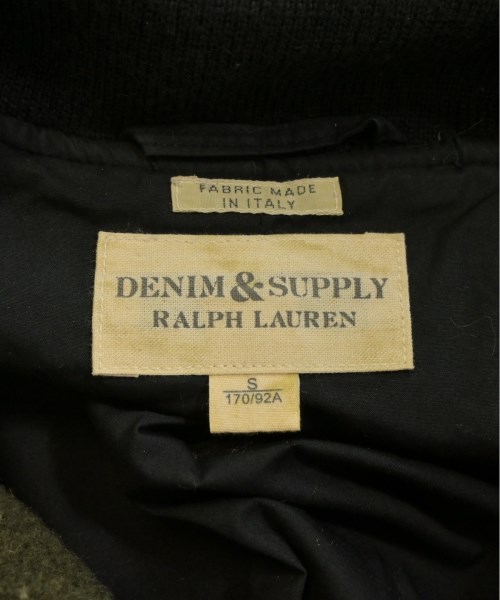 FABRIC MADE
IN ITALY
DENIM & SUPPLY
RALPH LAUREN
S
170/92A